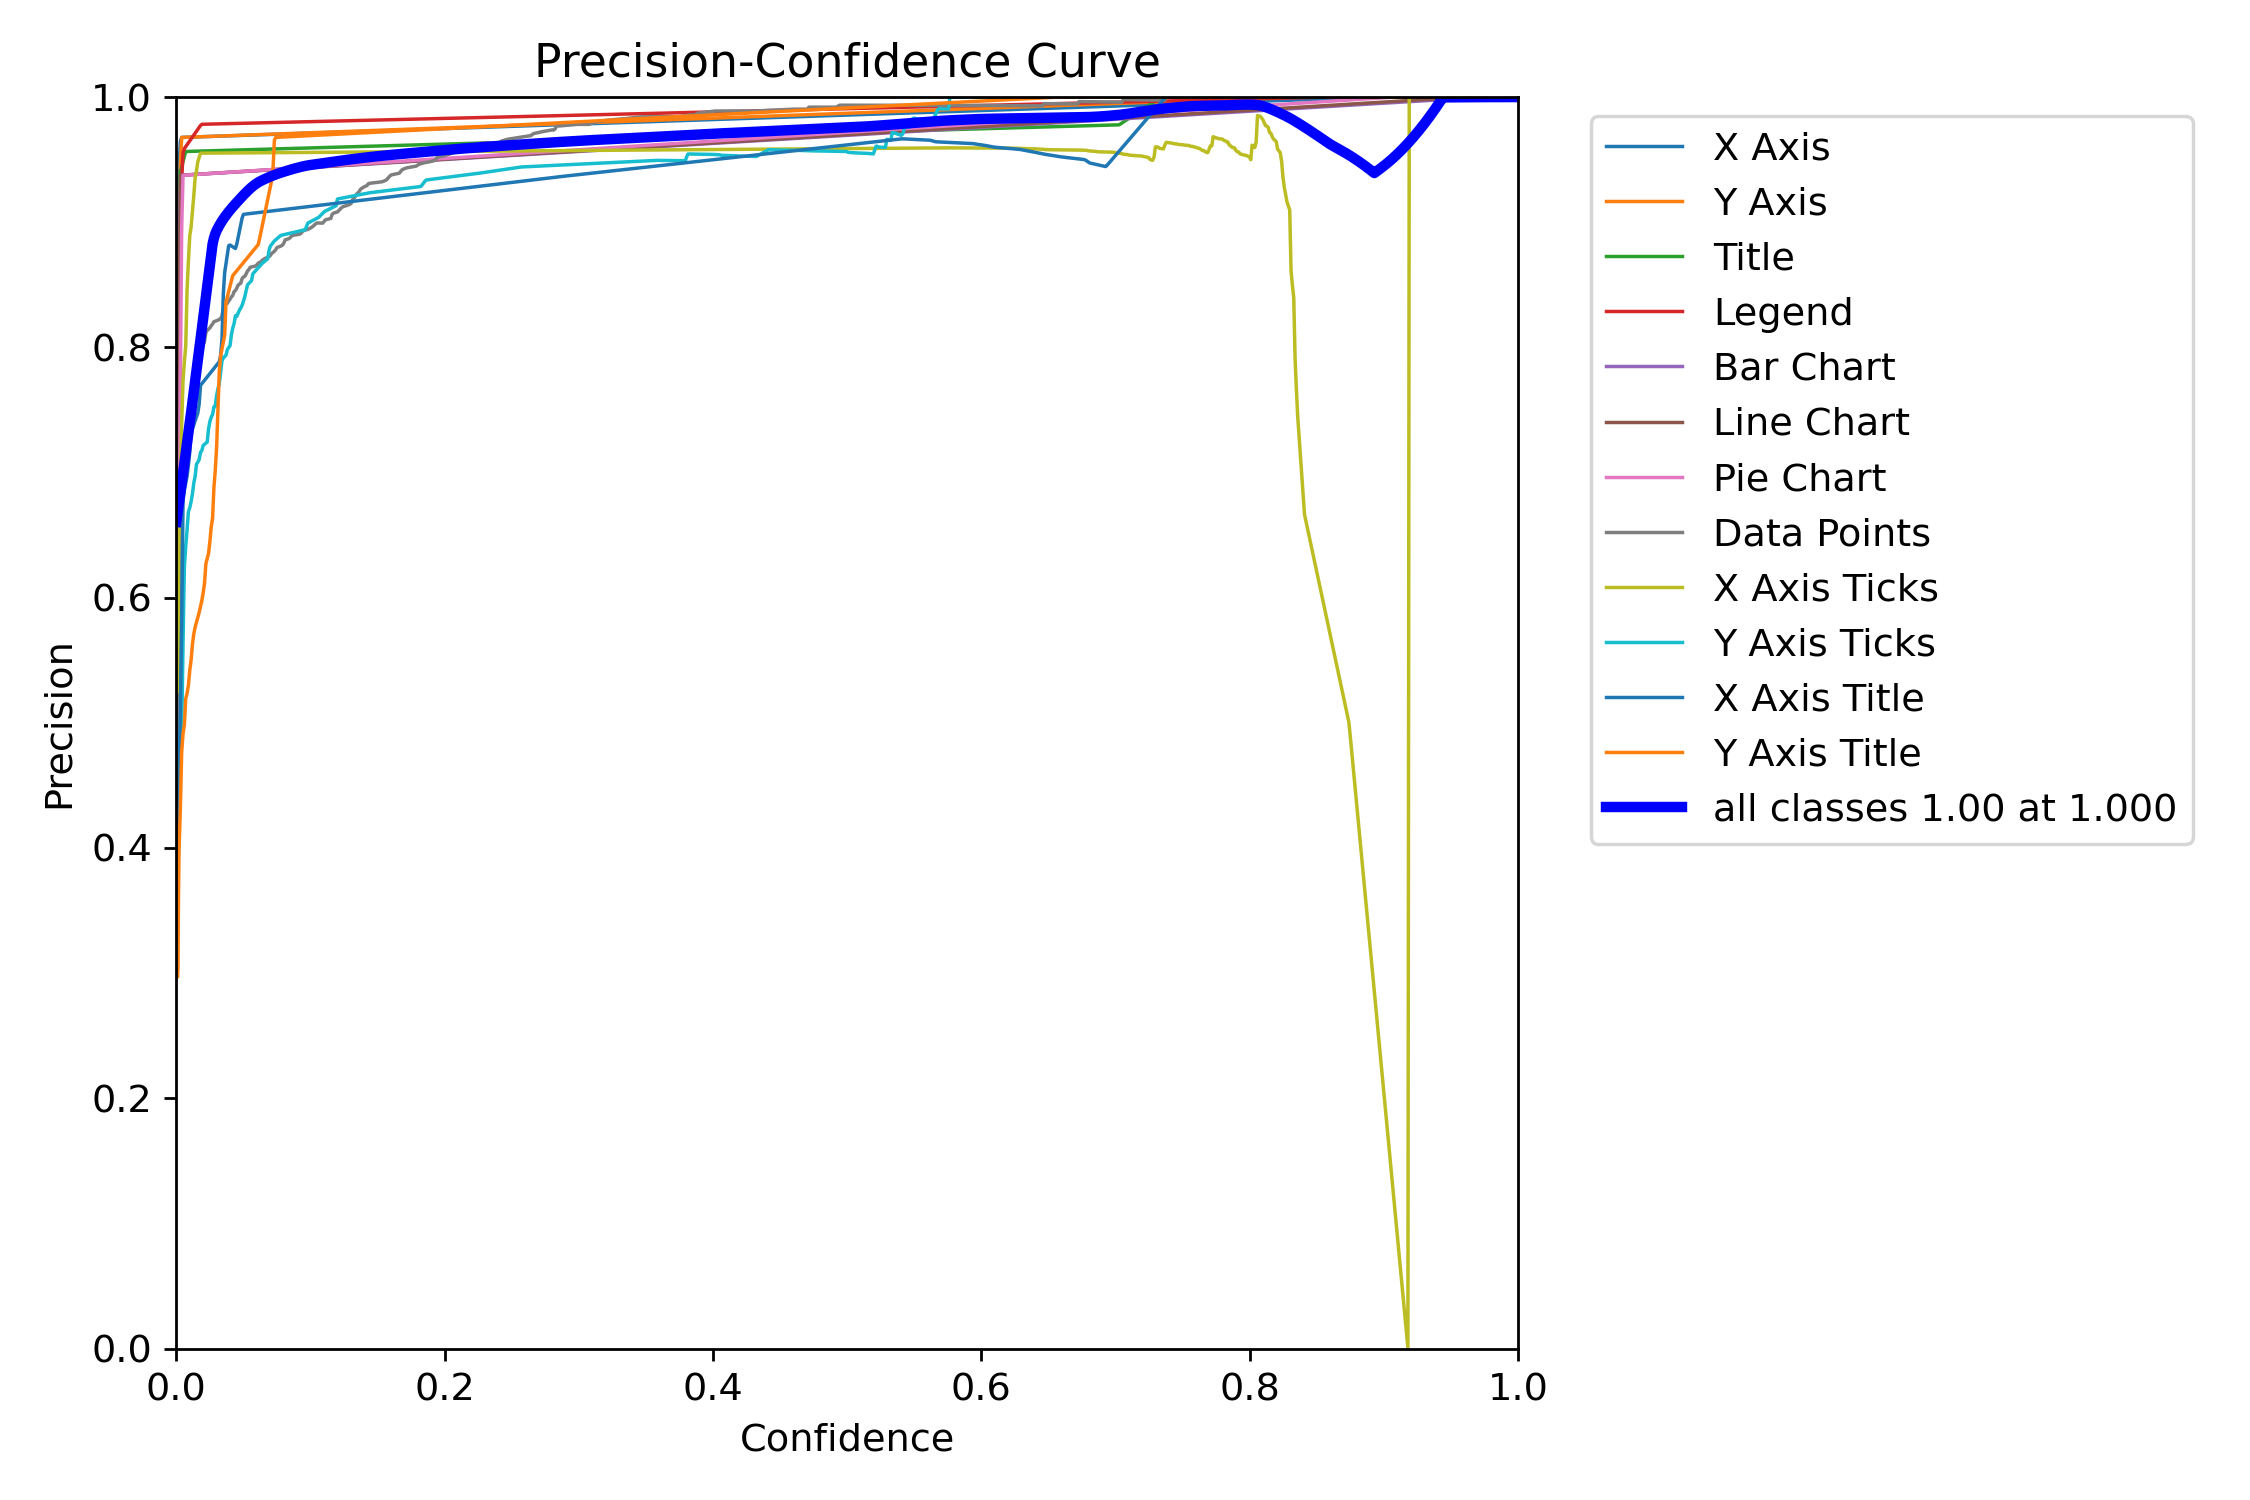 Precision-Confidence Curve
1.0
0.8
0.6
0.4
0.2
0.0
Precision
0.0 0.2 0.4 0.6 0.8 1.0
Confidence
X Axis
Y Axis
Title
Legend
Bar Chart
Line Chart
Pie Chart
Data Points
X Axis Ticks
Y Axis Ticks
X Axis Title
Y Axis Title
all classes 1.00 at 1.000